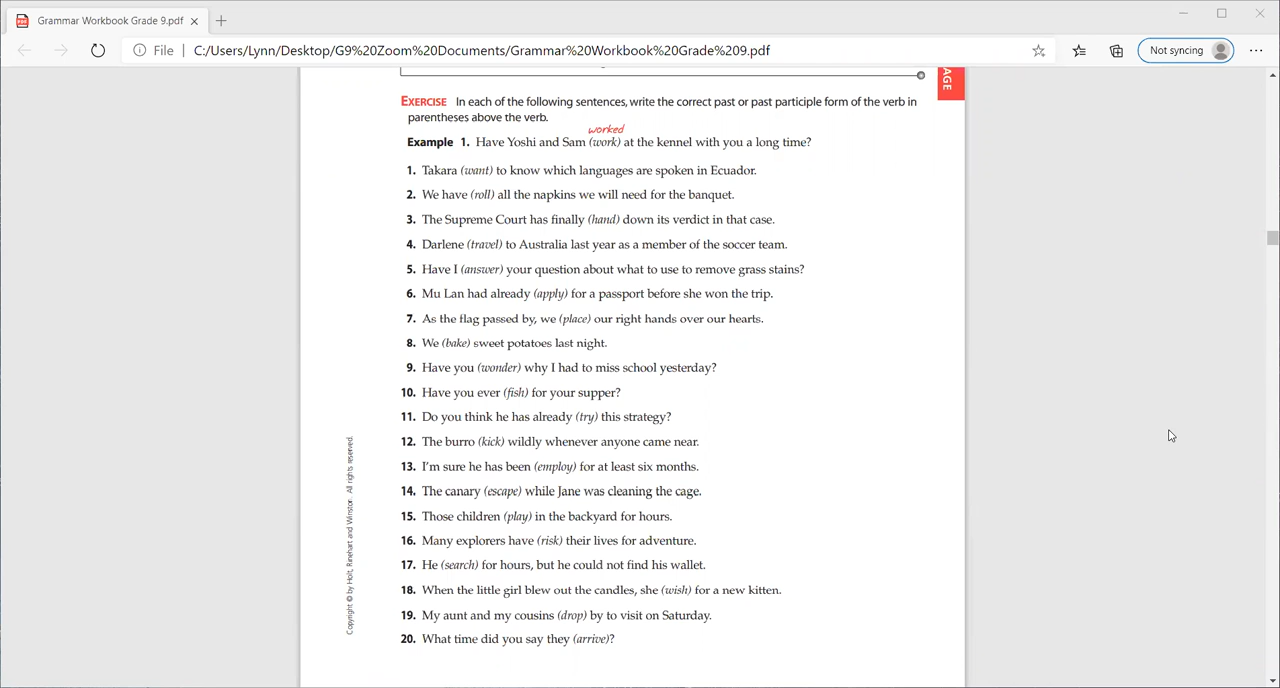 Grammar Workbook Grade 9.pdf
File | C:/Users/Lynn/Desktop/G9%20Zoom%20Documents/Grammar%20Workbook%20Grade%209.pdf
Not syncing
AGE
EXERCISE In each of the following sentences, write the correct past or past participle form of the verb in
parentheses above the verb.
worked
Example 1. Have Yoshi and Sam (work) at the kennel with you a long time?
1. Takara (want) to know which languages are spoken in Ecuador.
2. We have (roll) all the napkins we will need for the banquet.
3. The Supreme Court has finally (hand) down its verdict in that case.
4. Darlene (travel) to Australia last year as a member of the soccer team.
5. Have I (answer) your question about what to use to remove grass stains?
6. Mu Lan had already (apply) for a passport before she won the trip.
7. As the flag passed by, we (place) our right hands over our hearts.
8. We (bake) sweet potatoes last night.
9. Have you (wonder) why I had to miss school yesterday?
10. Have you ever (fish) for your supper?
11. Do you think he has already (try) this strategy?
12. The burro (kick) wildly whenever anyone came near.
13. I'm sure he has been (employ) for at least six months.
14. The canary (escape) while Jane was cleaning the cage.
15. Those children (play) in the backyard for hours.
16. Many explorers have (risk) their lives for adventure.
17. He (search) for hours, but he could not find his wallet.
18. When the little girl blew out the candles, she (wish) for a new kitten.
19. My aunt and my cousins (drop) by to visit on Saturday.
20. What time did you say they (arrive)?
Copyright © by Holt, Rinehart and Winston. All rights reserved.